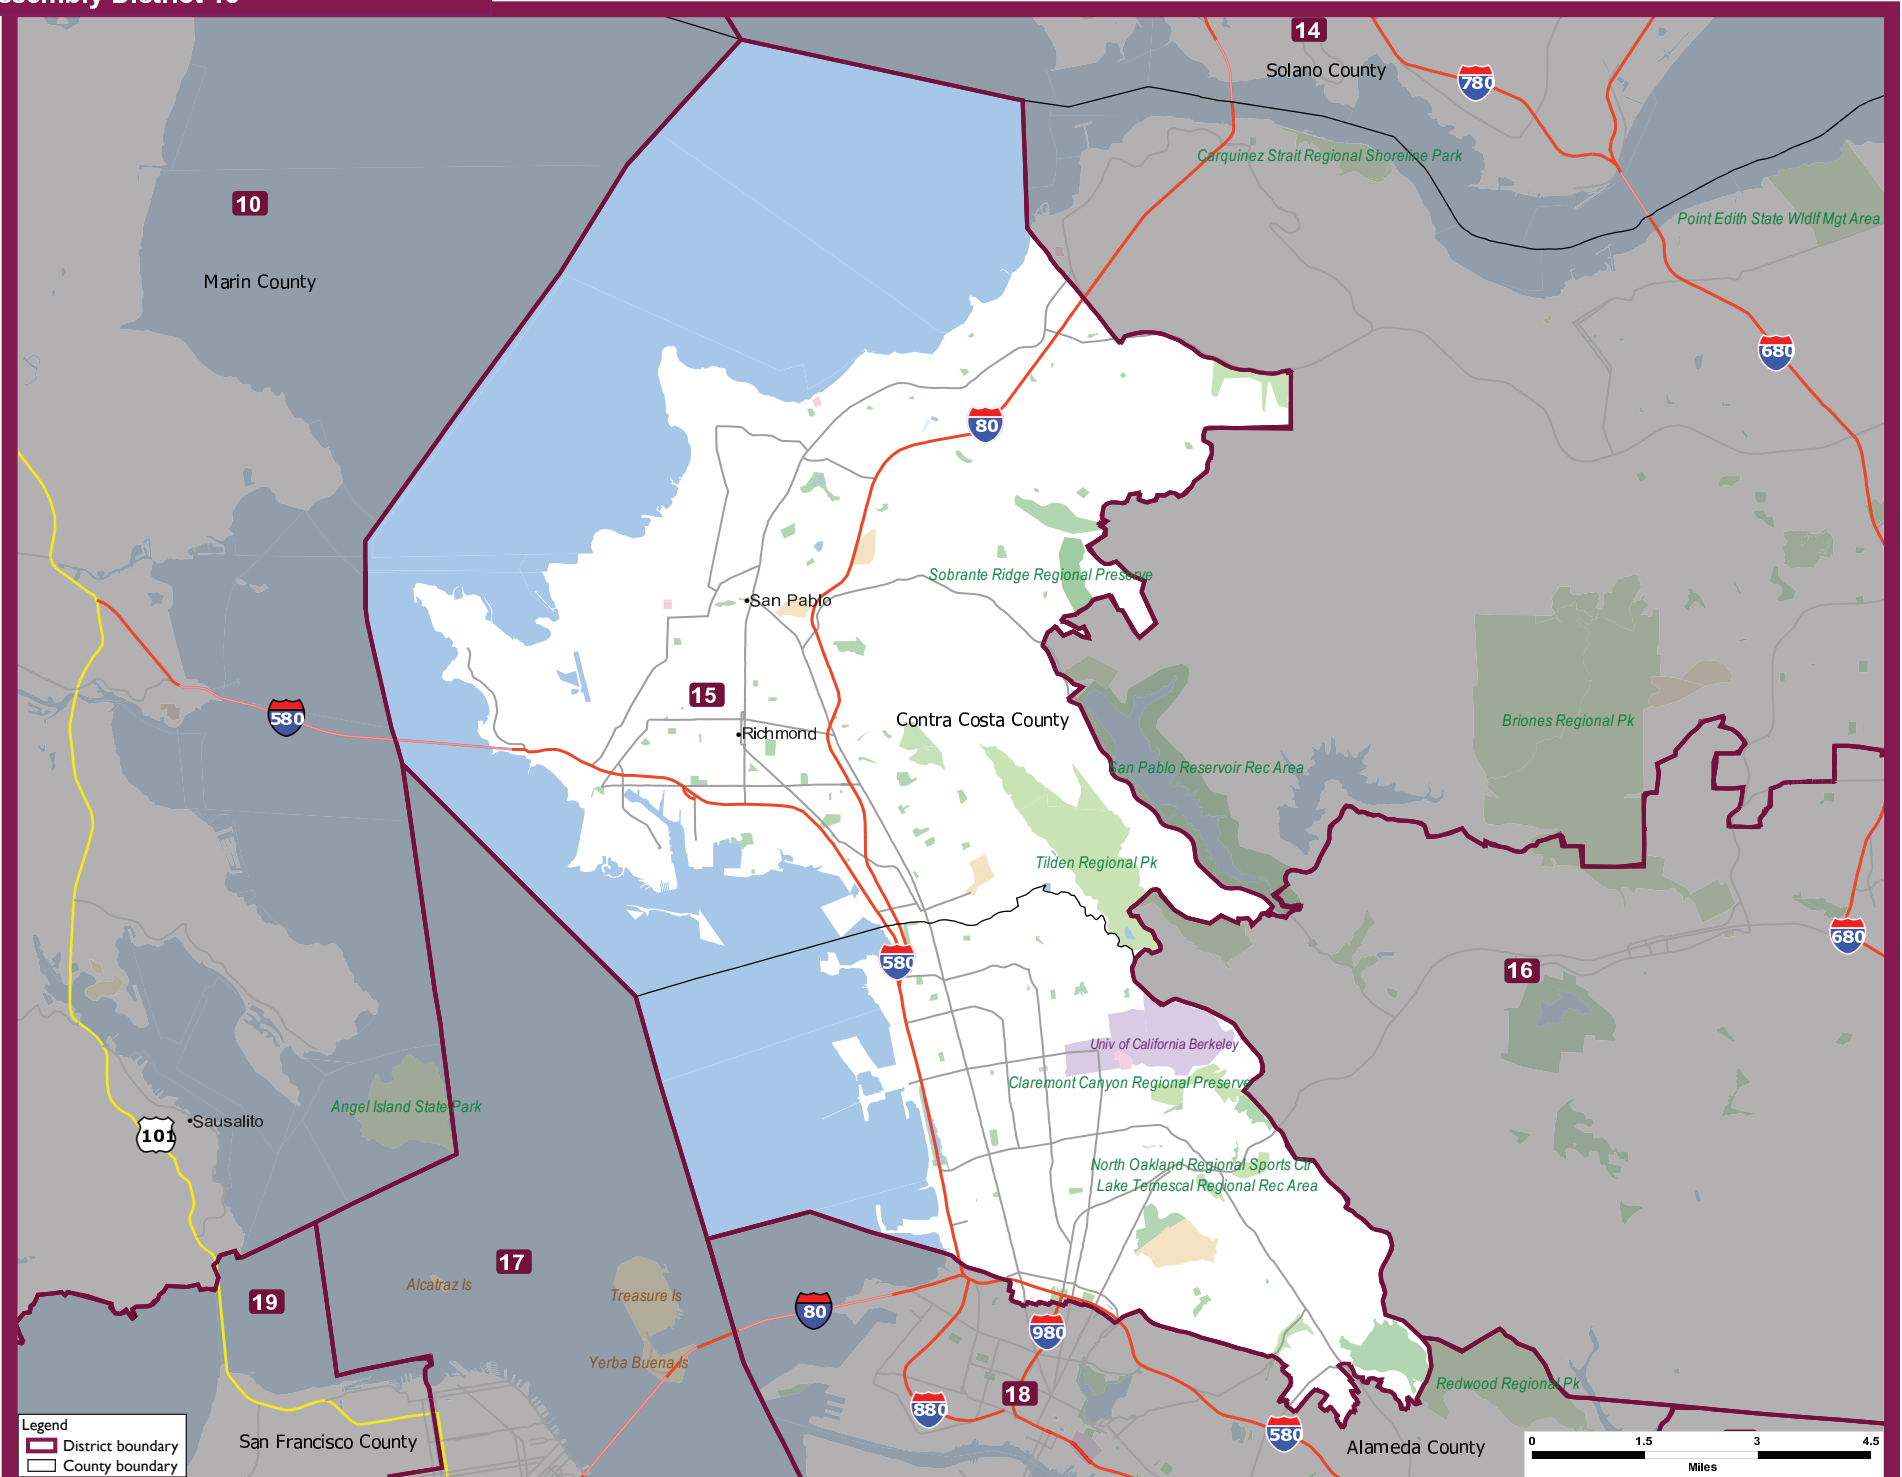 14
Solano County
780
Carquinez Strait Regional Shoreline Park
10
Point Edith State Wldlf Mgt Area
Marin County
680
80
Sobrante Ridge Regional Preserve
San Pablo
15
580
Contra Costa County
Richmond
Briones Regional Pk
San Pablo Reservoir Rec Area
Tilden Regional Pk
680
580
16
Univ of California Berkeley
Claremont Canyon Regional Preserve
Angel Island State Park
Sausalito
101
North Oakland Regional Sports Ctr
Lake Temescal Regional Rec Area
17
Alcatraz Is
Treasure Is
19
80
980
Yerba Buena Is
Redwood Regional Pk
18
880
580
San Francisco County
Alameda County
Legend
District boundary
County boundary
0 1.5 3 4.5
Miles